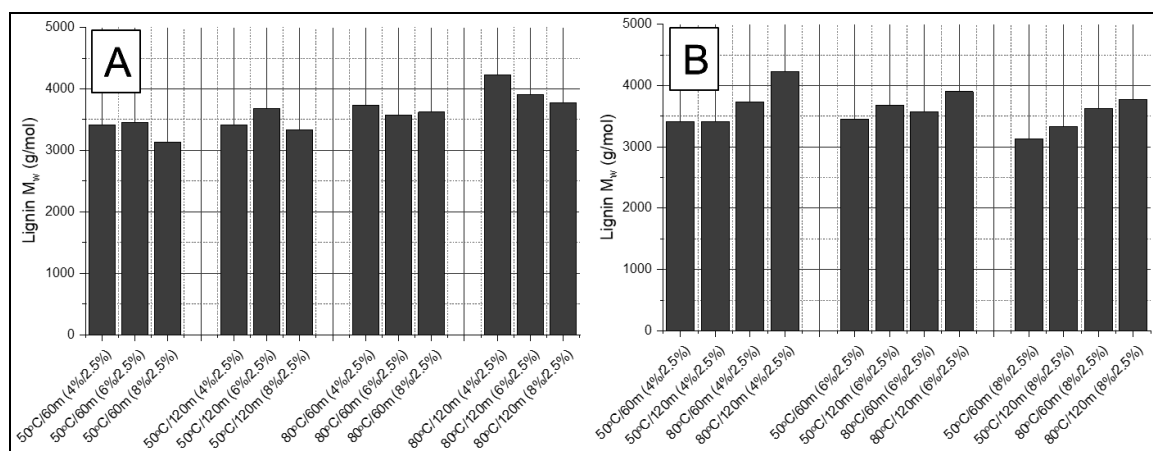 A
Lignin Mw (g/mol)
5000
4000
3000
2000
1000
0
50ºC/60m (4%/2.5%)
50ºC/60m (6%/2.5%)
50ºC/60m (8%/2.5%)
50ºC/120m (4%/2.5%)
50ºC/120m (6%/2.5%)
50ºC/120m (8%/2.5%)
80ºC/60m (4%/2.5%)
80ºC/60m (6%/2.5%)
80ºC/60m (8%/2.5%)
80ºC/120m (4%/2.5%)
80ºC/120m (6%/2.5%)
80ºC/120m (8%/2.5%)
B
Lignin Mw (g/mol)
5000
4000
3000
2000
1000
0
50ºC/60m (4%/2.5%)
50ºC/120m (4%/2.5%)
80ºC/60m (4%/2.5%)
80ºC/120m (4%/2.5%)
50ºC/60m (6%/2.5%)
50ºC/120m (6%/2.5%)
80ºC/60m (6%/2.5%)
80ºC/120m (6%/2.5%)
50ºC/60m (8%/2.5%)
50ºC/120m (8%/2.5%)
80ºC/60m (8%/2.5%)
80ºC/120m (8%/2.5%)